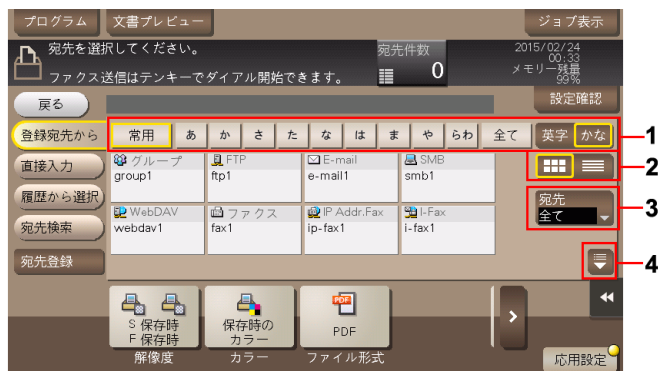 プログラム 文書プレビュー ジョブ表示
宛先を選択してください。 宛先件数 2015/02/24
00:33
ファクス送信はテンキーでダイアル開始できます。 0 メモリー残量
99%
戻る 設定確認
登録宛先から 常用 あ か さ た な は ま や らわ 全て 英字 かな 1
直接入力 グループ FTP E-mail SMB 2
group1 ftp1 e-mail1 smb1
履歴から選択 宛先 3
全て
WebDAV ファクス IP Addr.Fax I-Fax
宛先検索 webdav1 fax1 ip-fax1 i-fax1
宛先登録 4
S 保存時 保存時の PDF
F 保存時 カラー PDF
解像度 カラー ファイル形式 応用設定